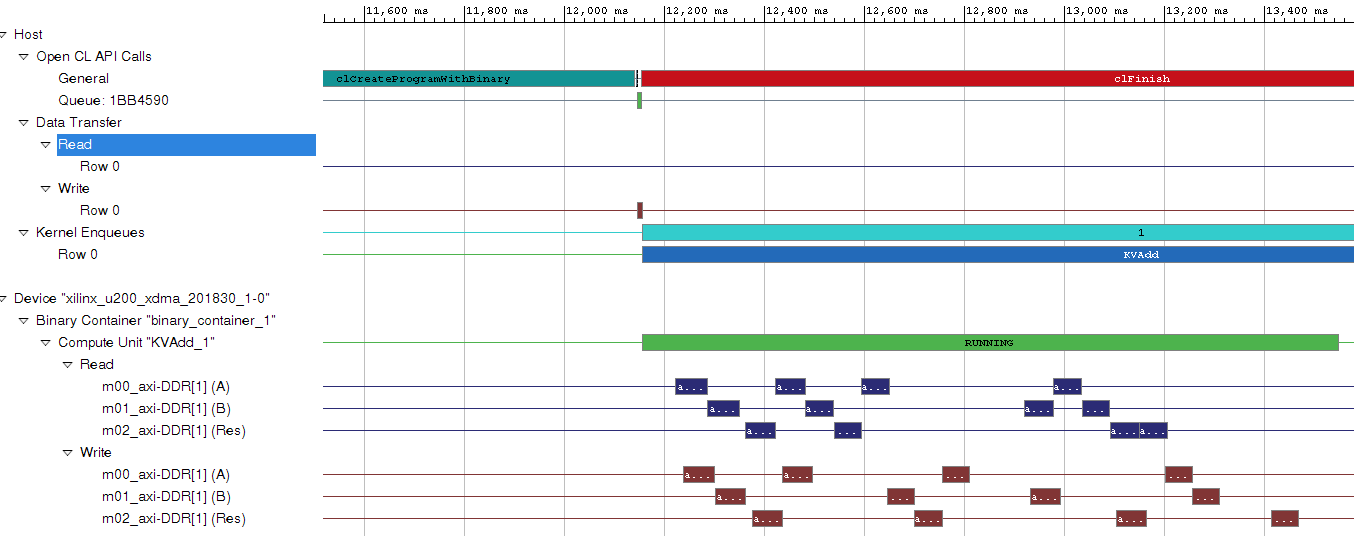 11,600 ms 11,800 ms 12,000 ms 12,200 ms 12,400 ms 12,600 ms 12,800 ms 13,000 ms 13,200 ms 13,400 ms
Host
Open CL API Calls
General clCreateProgramWithBinary clFinish
Queue: 1BB4590
Data Transfer
Read
Row 0
Write
Row 0
Kernel Enqueues 1
Row 0 KVAdd
Device "xilinx_u200_xdma_201830_1-0"
Binary Container "binary_container_1"
Compute Unit "KVAdd_1" RUNNING
Read
m00_axi-DDR[1] (A) a... a... a... a...
m01_axi-DDR[1] (B) a... a... a... ...
m02_axi-DDR[1] (Res) a... ... a... a...
Write
m00_axi-DDR[1] (A) a... a... ... ...
m01_axi-DDR[1] (B) a... ... a... ...
m02_axi-DDR[1] (Res) a... ... a... ...